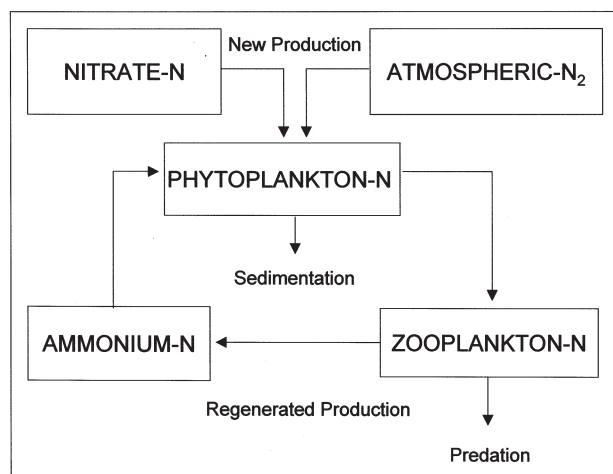 New Production
NITRATE-N
ATMOSPHERIC-N₂
PHYTOPLANKTON-N
Sedimentation
AMMONIUM-N
ZOOPLANKTON-N
Regenerated Production
Predation